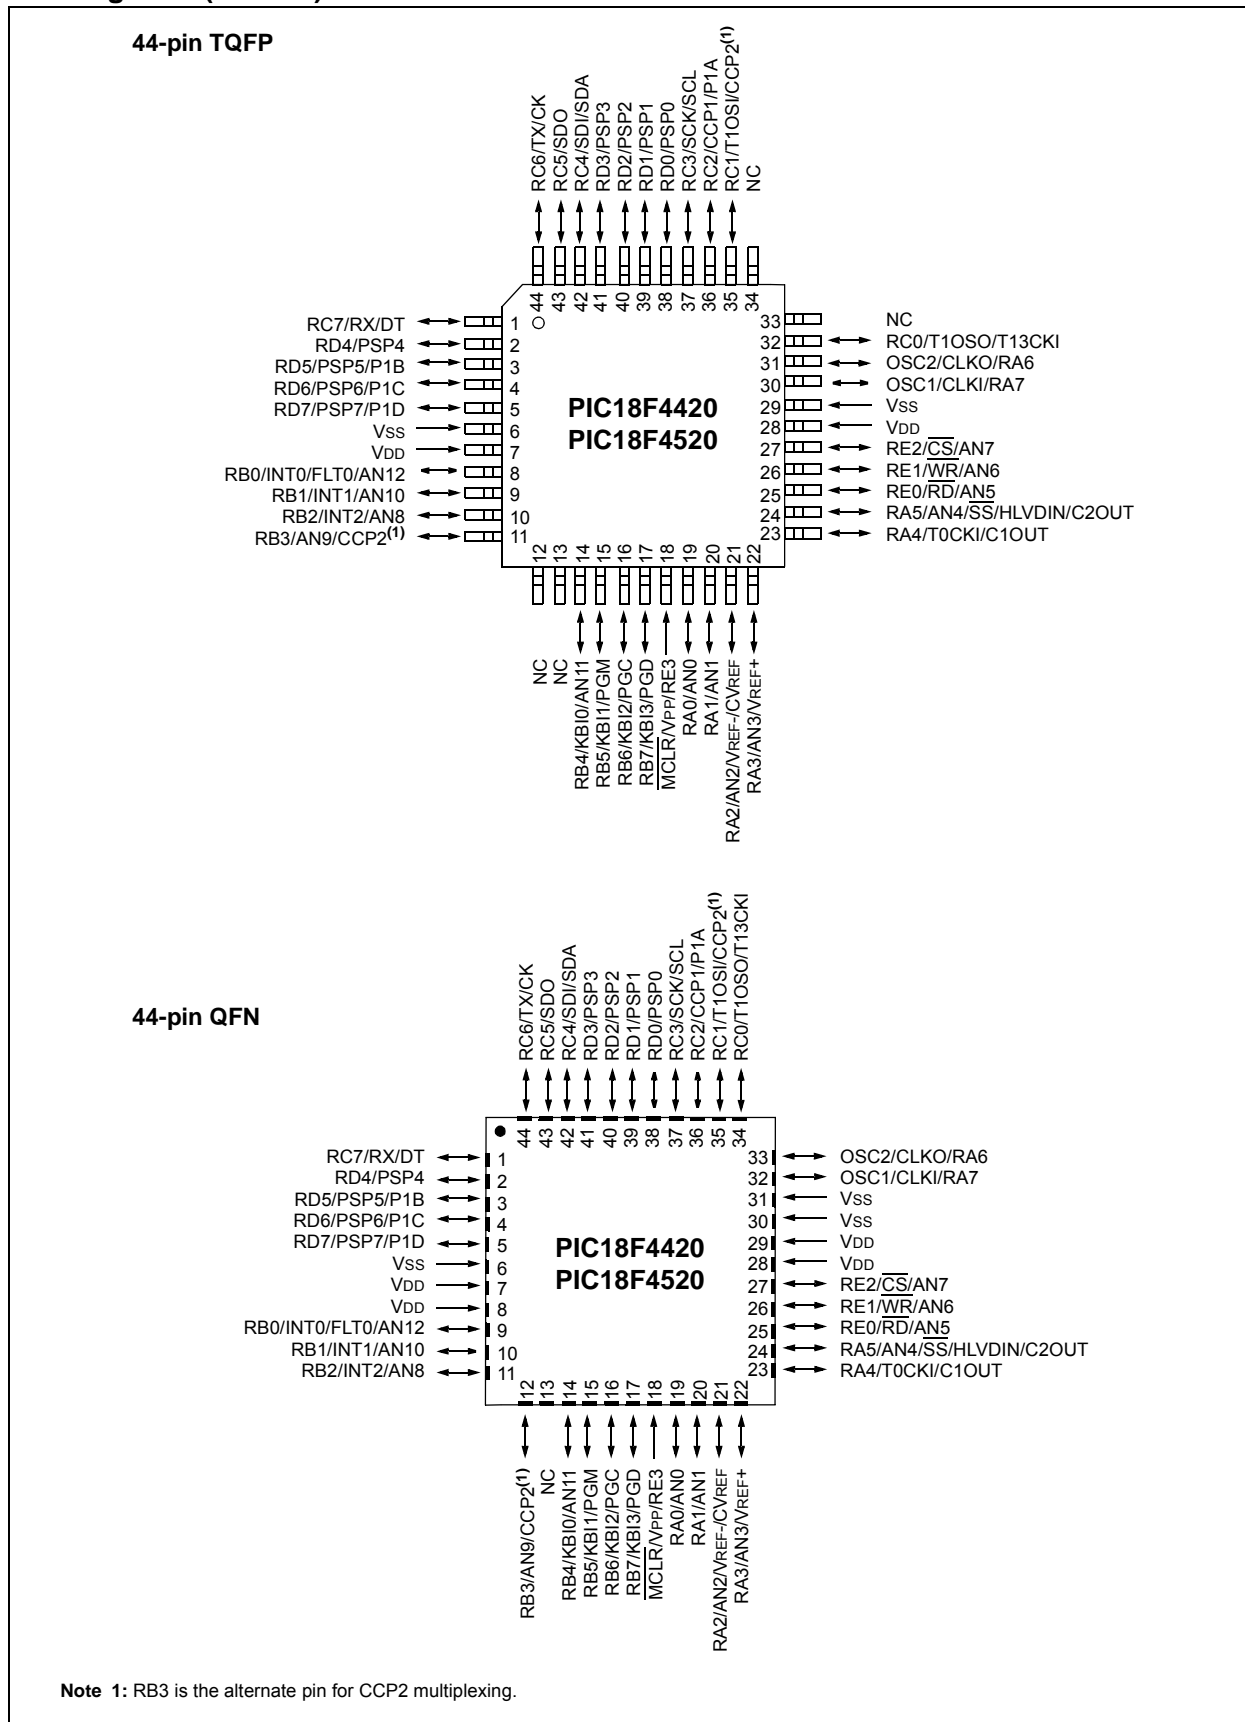 44-pin TQFP
RC6/TX/CK
RC5/SDO
RC4/SDI/SDA
RD3/PSP3
RD2/PSP2
RD1/PSP1
RD0/PSP0
RC3/SCK/SCL
RC2/CCP1/P1A
RC1/T1OSI/CCP2(1)
NC
44 43 42 41 40 39 38 37 36 35 34
RC7/RX/DT 1
RD4/PSP4 2
RD5/PSP5/P1B 3
RD6/PSP6/P1C 4
RD7/PSP7/P1D 5
VSS 6
VDD 7
RB0/INT0/FLT0/AN12 8
RB1/INT1/AN10 9
RB2/INT2/AN8 10
RB3/AN9/CCP2(1) 11
PIC18F4420
PIC18F4520
33 NC
32 RC0/T1OSO/T13CKI
31 OSC2/CLKO/RA6
30 OSC1/CLKI/RA7
29 VSS
28 VDD
27 RE2/CS/AN7
26 RE1/WR/AN6
25 RE0/RD/AN5
24 RA5/AN4/SS/HLVDIN/C2OUT
23 RA4/T0CKI/C1OUT
12 13 14 15 16 17 18 19 20 21 22
NC
NC
RB4/KBI0/AN11
RB5/KBI1/PGM
RB6/KBI2/PGC
RB7/KBI3/PGD
MCLR/VPP/RE3
RA0/AN0
RA1/AN1
RA2/AN2/VREF-/CVREF
RA3/AN3/VREF+
44-pin QFN
RC6/TX/CK
RC5/SDO
RC4/SDI/SDA
RD3/PSP3
RD2/PSP2
RD1/PSP1
RD0/PSP0
RC3/SCK/SCL
RC2/CCP1/P1A
RC1/T1OSI/CCP2(1)
RC0/T1OSO/T13CKI
44 43 42 41 40 39 38 37 36 35 34
RC7/RX/DT 1
RD4/PSP4 2
RD5/PSP5/P1B 3
RD6/PSP6/P1C 4
RD7/PSP7/P1D 5
VSS 6
VDD 7
VDD 8
RB0/INT0/FLT0/AN12 9
RB1/INT1/AN10 10
RB2/INT2/AN8 11
PIC18F4420
PIC18F4520
33 OSC2/CLKO/RA6
32 OSC1/CLKI/RA7
31 VSS
30 VSS
29 VDD
28 VDD
27 RE2/CS/AN7
26 RE1/WR/AN6
25 RE0/RD/AN5
24 RA5/AN4/SS/HLVDIN/C2OUT
23 RA4/T0CKI/C1OUT
12 13 14 15 16 17 18 19 20 21 22
RB3/AN9/CCP2(1)
NC
RB4/KBI0/AN11
RB5/KBI1/PGM
RB6/KBI2/PGC
RB7/KBI3/PGD
MCLR/VPP/RE3
RA0/AN0
RA1/AN1
RA2/AN2/VREF-/CVREF
RA3/AN3/VREF+
Note 1: RB3 is the alternate pin for CCP2 multiplexing.